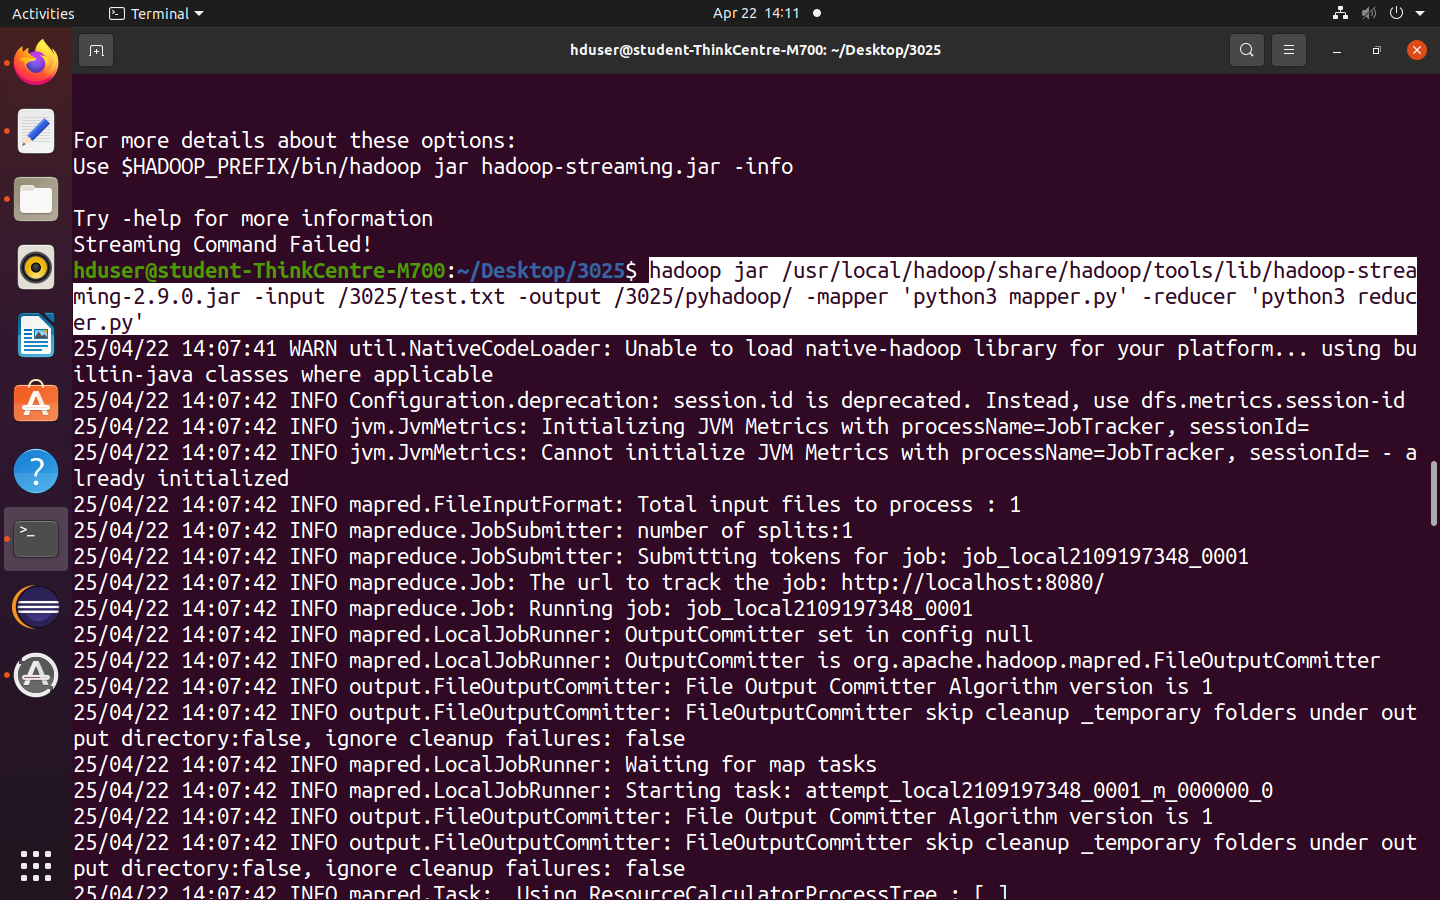 Activities
Terminal
Apr 22 14:11
hduser@student-ThinkCentre-M700: ~/Desktop/3025
For more details about these options:
Use $HADOOP_PREFIX/bin/hadoop jar hadoop-streaming.jar -info
Try -help for more information
Streaming Command Failed!
hduser@student-ThinkCentre-M700:~/Desktop/3025$ hadoop jar /usr/local/hadoop/share/hadoop/tools/lib/hadoop-strea
ming-2.9.0.jar -input /3025/test.txt -output /3025/pyhadoop/ -mapper 'python3 mapper.py' -reducer 'python3 reduc
er.py'
25/04/22 14:07:41 WARN util.NativeCodeLoader: Unable to load native-hadoop library for your platform... using bu
iltin-java classes where applicable
25/04/22 14:07:42 INFO Configuration.deprecation: session.id is deprecated. Instead, use dfs.metrics.session-id
25/04/22 14:07:42 INFO jvm.JvmMetrics: Initializing JVM Metrics with processName=JobTracker, sessionId=
25/04/22 14:07:42 INFO jvm.JvmMetrics: Cannot initialize JVM Metrics with processName=JobTracker, sessionId= - a
lready initialized
25/04/22 14:07:42 INFO mapred.FileInputFormat: Total input files to process : 1
25/04/22 14:07:42 INFO mapreduce.JobSubmitter: number of splits:1
25/04/22 14:07:42 INFO mapreduce.JobSubmitter: Submitting tokens for job: job_local2109197348_0001
25/04/22 14:07:42 INFO mapreduce.Job: The url to track the job: http://localhost:8080/
25/04/22 14:07:42 INFO mapreduce.Job: Running job: job_local2109197348_0001
25/04/22 14:07:42 INFO mapred.LocalJobRunner: OutputCommitter set in config null
25/04/22 14:07:42 INFO mapred.LocalJobRunner: OutputCommitter is org.apache.hadoop.mapred.FileOutputCommitter
25/04/22 14:07:42 INFO output.FileOutputCommitter: File Output Committer Algorithm version is 1
25/04/22 14:07:42 INFO output.FileOutputCommitter: FileOutputCommitter skip cleanup _temporary folders under out
put directory:false, ignore cleanup failures: false
25/04/22 14:07:42 INFO mapred.LocalJobRunner: Waiting for map tasks
25/04/22 14:07:42 INFO mapred.LocalJobRunner: Starting task: attempt_local2109197348_0001_m_000000_0
25/04/22 14:07:42 INFO output.FileOutputCommitter: File Output Committer Algorithm version is 1
25/04/22 14:07:42 INFO output.FileOutputCommitter: FileOutputCommitter skip cleanup _temporary folders under out
put directory:false, ignore cleanup failures: false
25/04/22 14:07:42 INFO mapred.Task:  Using ResourceCalculatorProcessTree : [ ]